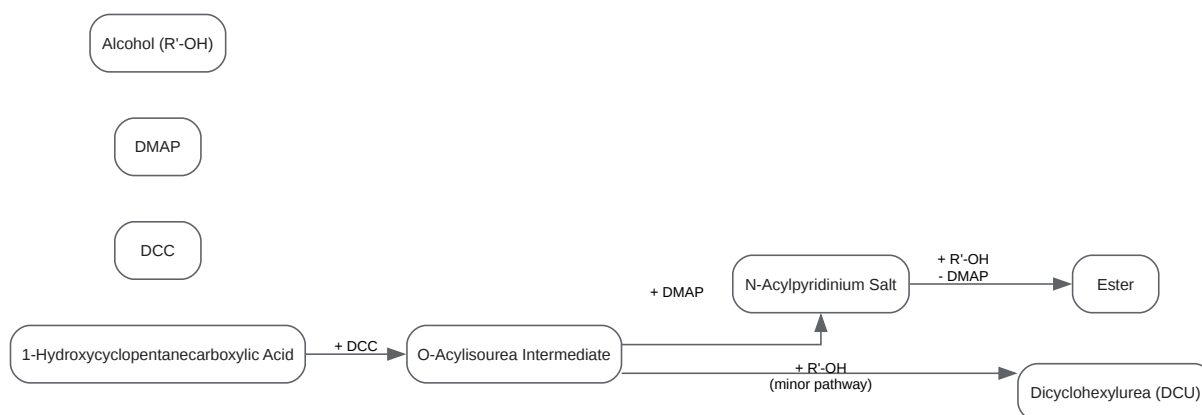 Alcohol (R'-OH)
DMAP
DCC
+ R'-OH
- DMAP
N-Acylpyridinium Salt
Ester
+ DMAP
+ DCC
1-Hydroxycyclopentanecarboxylic Acid
O-Acylisourea Intermediate
+ R'-OH
(minor pathway)
Dicyclohexylurea (DCU)